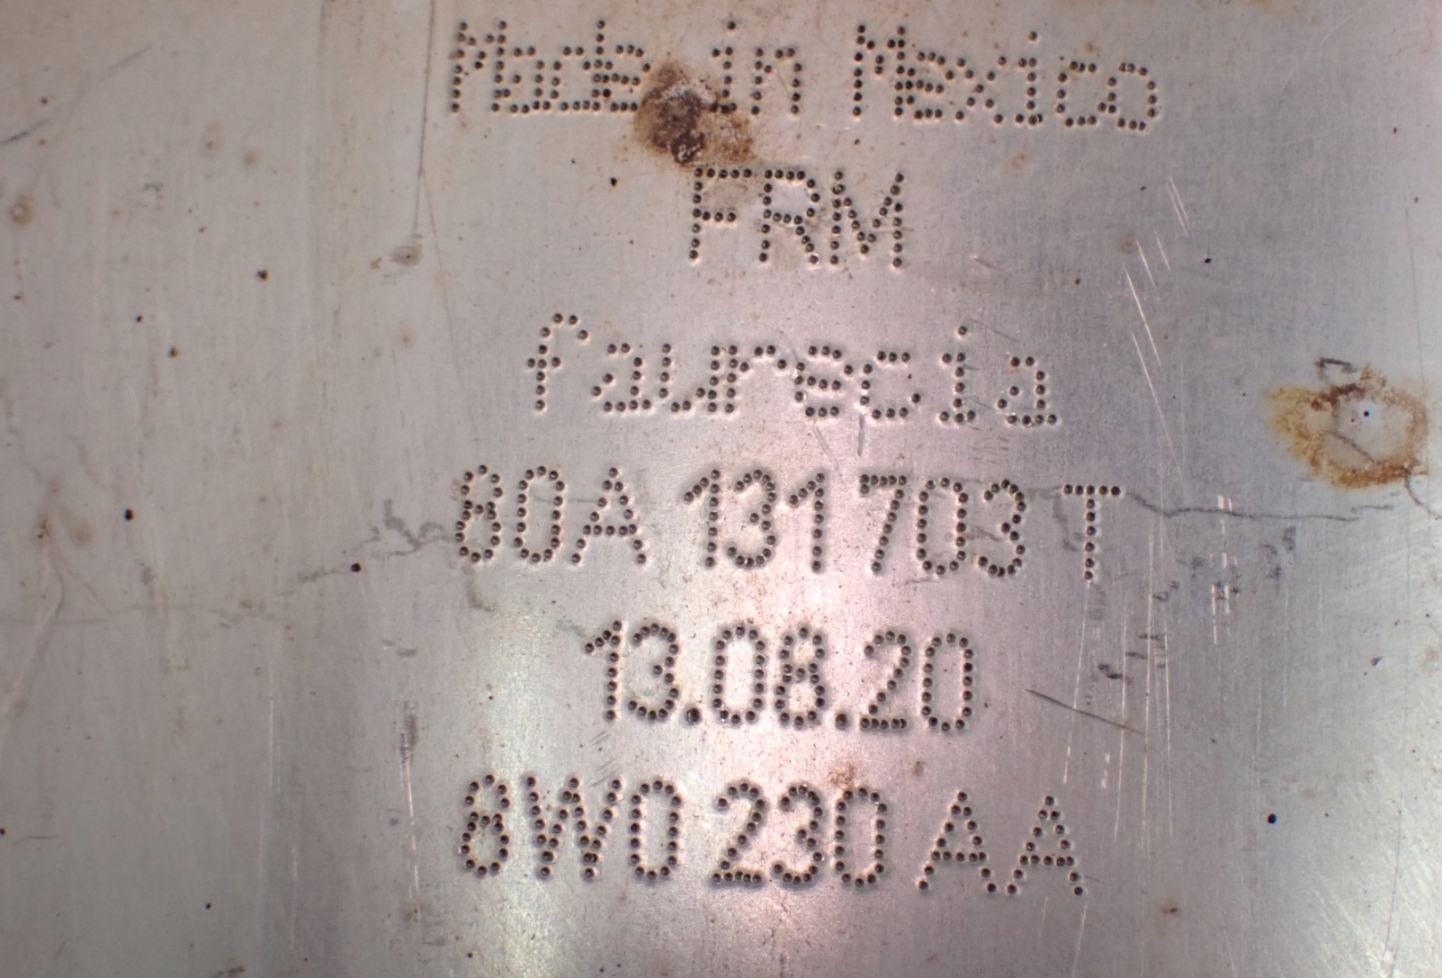 Made in Mexico
FRM
faurecia
80A 131 703 T
13.08.20
8W0 230 AA